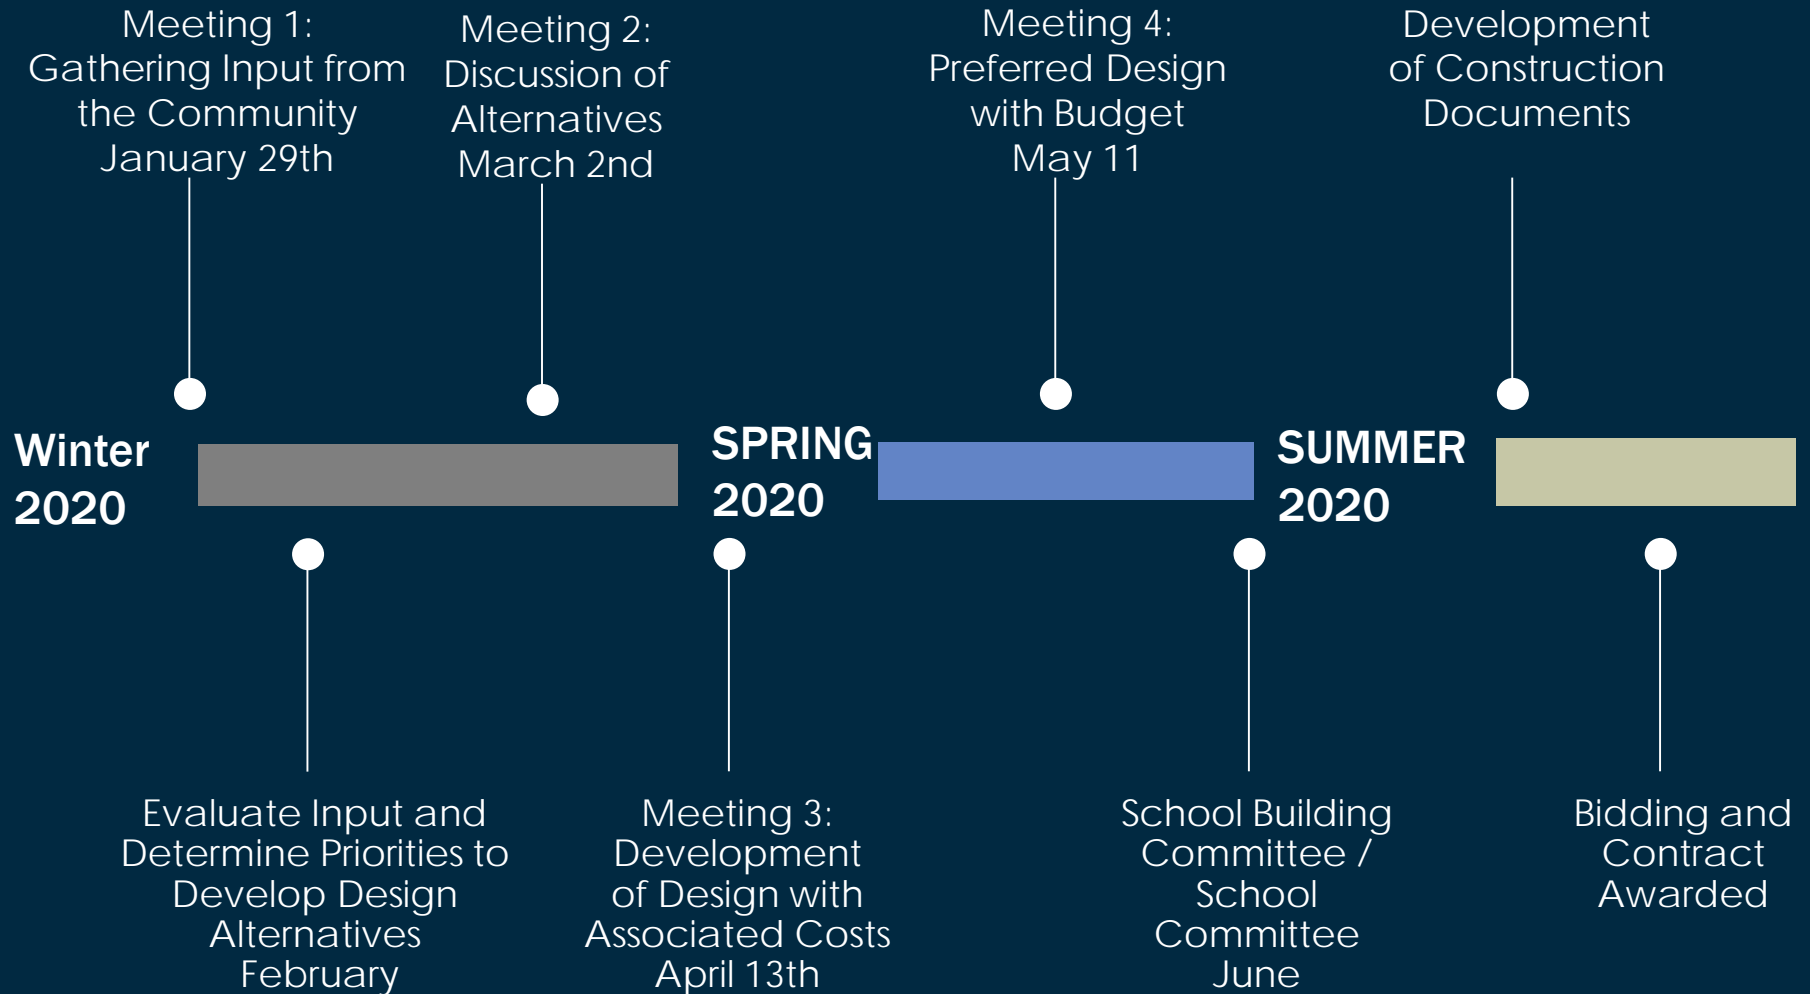 Meeting 1:
Gathering Input from
the Community
January 29th
Meeting 2:
Discussion of
Alternatives
March 2nd
Meeting 4:
Preferred Design
with Budget
May 11
Development
of Construction
Documents
Winter
2020
SPRING
2020
SUMMER
2020
Evaluate Input and
Determine Priorities to
Develop Design
Alternatives
February
Meeting 3:
Development
of Design with
Associated Costs
April 13th
School Building
Committee /
School
Committee
June
Bidding and
Contract
Awarded